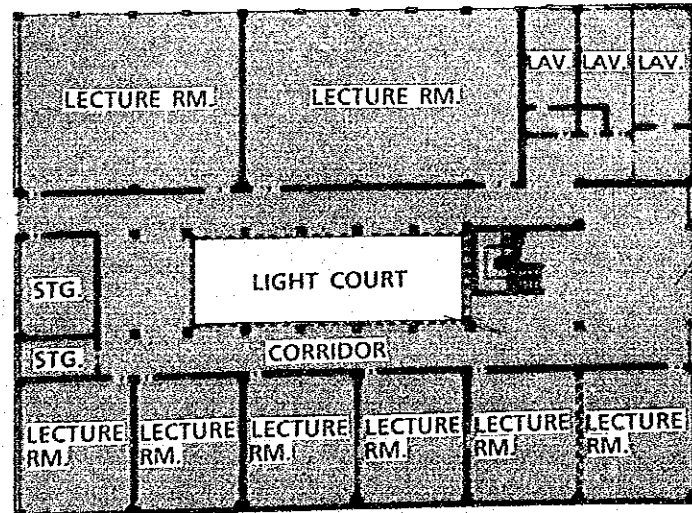 LAV. LAV. LAV.
LECTURE RM. LECTURE RM.
STG.
LIGHT COURT
STG.
CORRIDOR
LECTURE RM.
LECTURE RM.
LECTURE RM.
LECTURE RM.
LECTURE RM.
LECTURE RM.